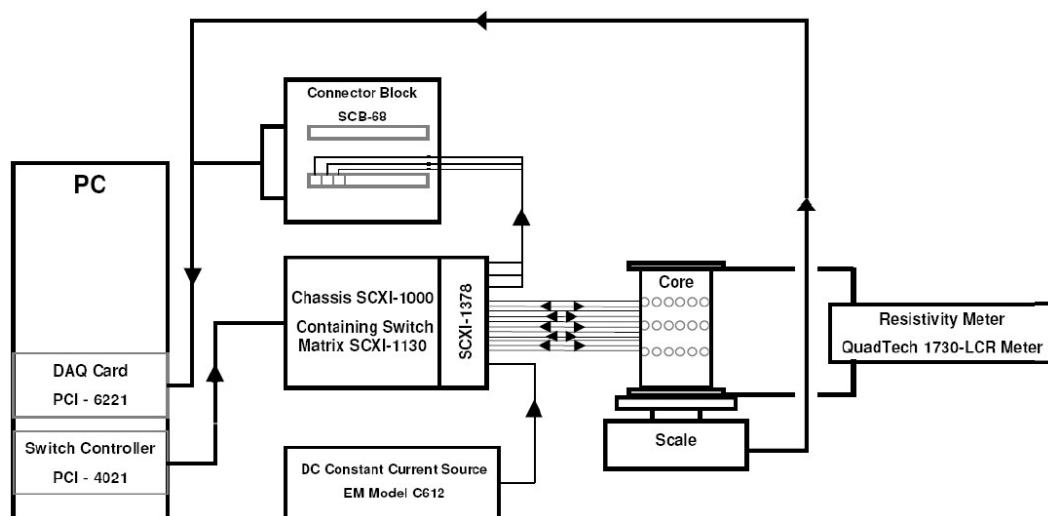 Connector Block
SCB-68
PC
DAQ Card
PCI - 6221
Switch Controller
PCI - 4021
Chassis SCXI-1000
Containing Switch
Matrix SCXI-1130
SCXI-1378
DC Constant Current Source
EM Model C612
Core
Scale
Resistivity Meter
QuadTech 1730-LCR Meter